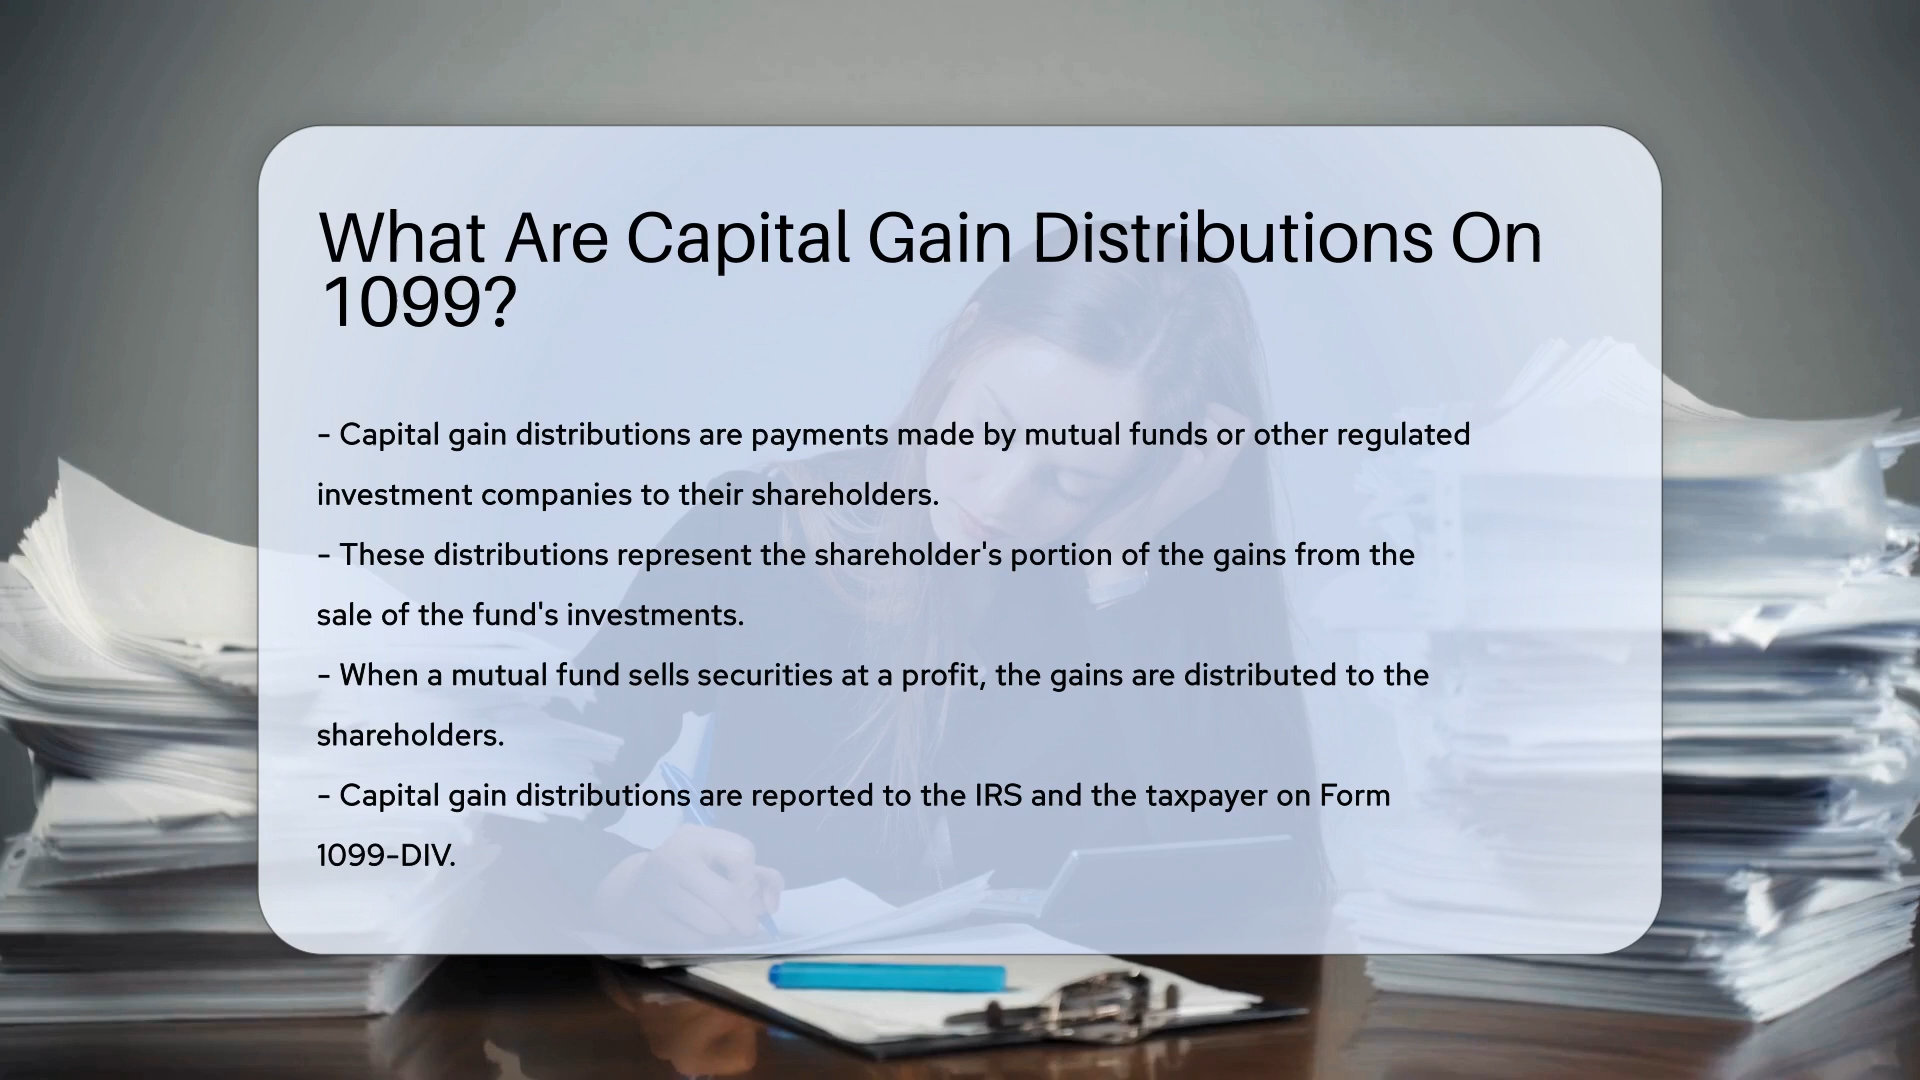 What Are Capital Gain Distributions On
1099?
- Capital gain distributions are payments made by mutual funds or other regulated
investment companies to their shareholders.
- These distributions represent the shareholder's portion of the gains from the
sale of the fund's investments.
- When a mutual fund sells securities at a profit, the gains are distributed to the
shareholders.
- Capital gain distributions are reported to the IRS and the taxpayer on Form
1099-DIV.